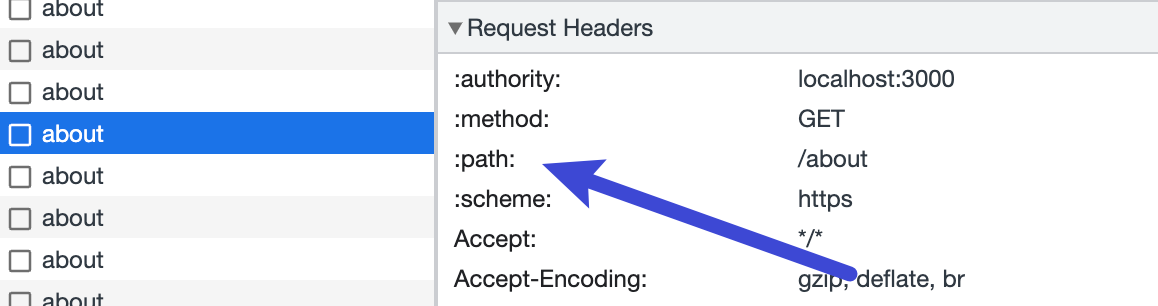 about
about
about
about
about
about
about
about
Request Headers
:authority: localhost:3000
:method: GET
:path: /about
:scheme: https
Accept: */*
Accept-Encoding: gzip, deflate, br